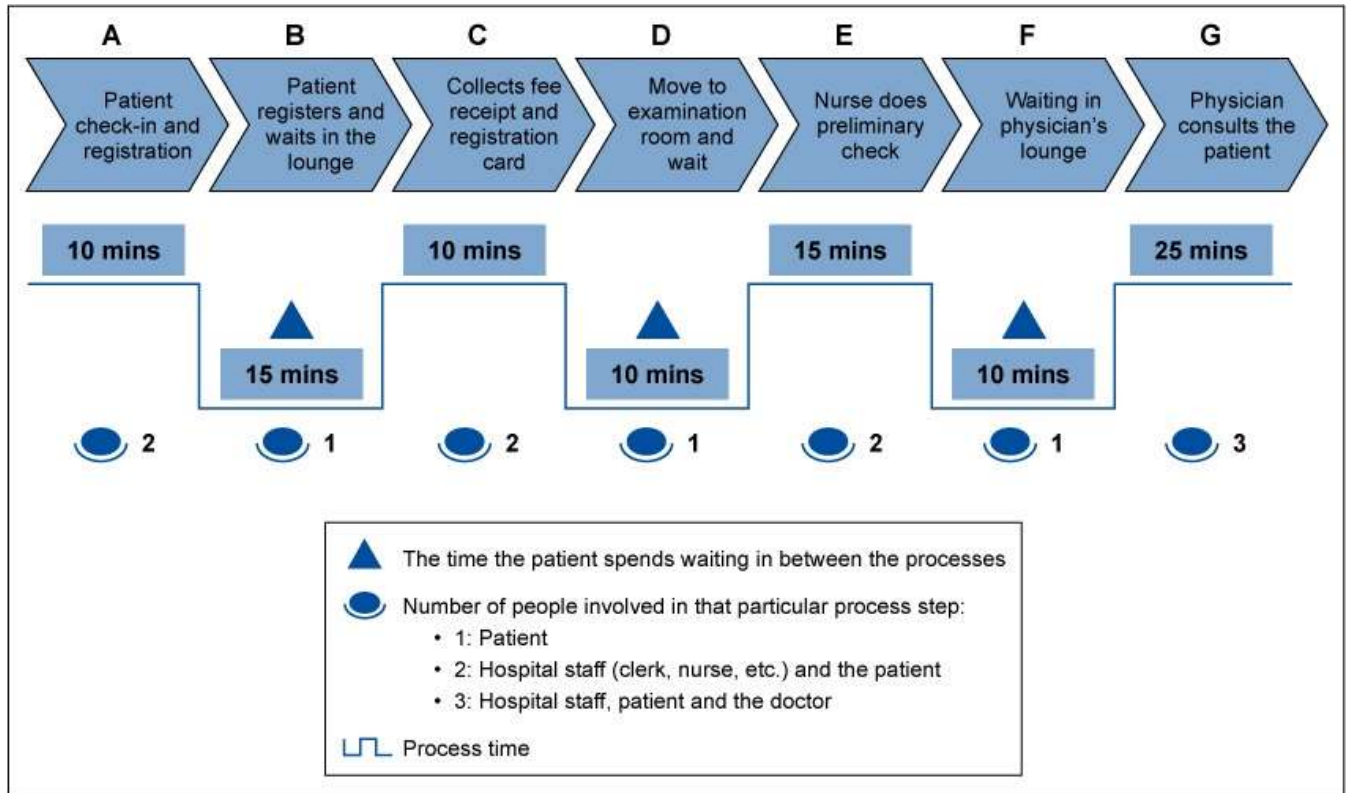 A B C D E F G
Patient
check-in and
registration
Patient
registers and
waits in the
lounge
Collects fee
receipt and
registration
card
Move to
examination
room and
wait
Nurse does
preliminary
check
Waiting in
physician's
lounge
Physician
consults the
patient
10 mins
10 mins
15 mins
25 mins
15 mins
10 mins
10 mins
2
1
2
1
2
1
3
The time the patient spends waiting in between the processes
Number of people involved in that particular process step:
• 1: Patient
• 2: Hospital staff (clerk, nurse, etc.) and the patient
• 3: Hospital staff, patient and the doctor
Process time